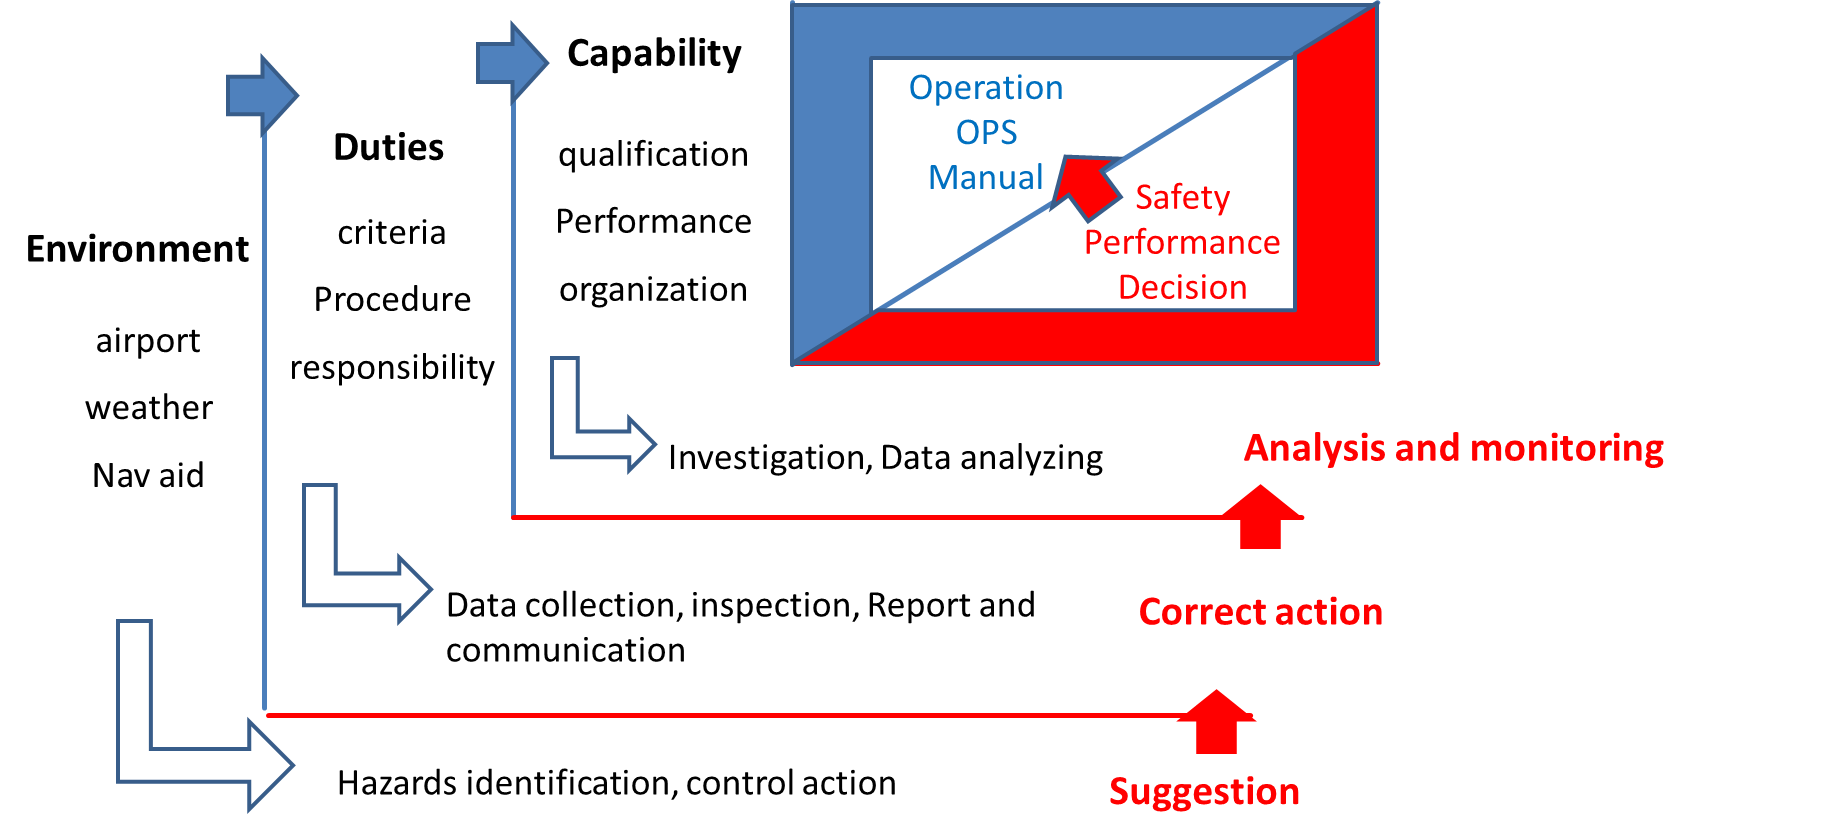 Environment
airport
weather
Nav aid
Duties
criteria
Procedure
responsibility
Capability
qualification
Performance
organization
Operation
OPS
Manual
Safety
Performance
Decision
Investigation, Data analyzing
Analysis and monitoring
Data collection, inspection, Report and
communication
Correct action
Hazards identification, control action
Suggestion